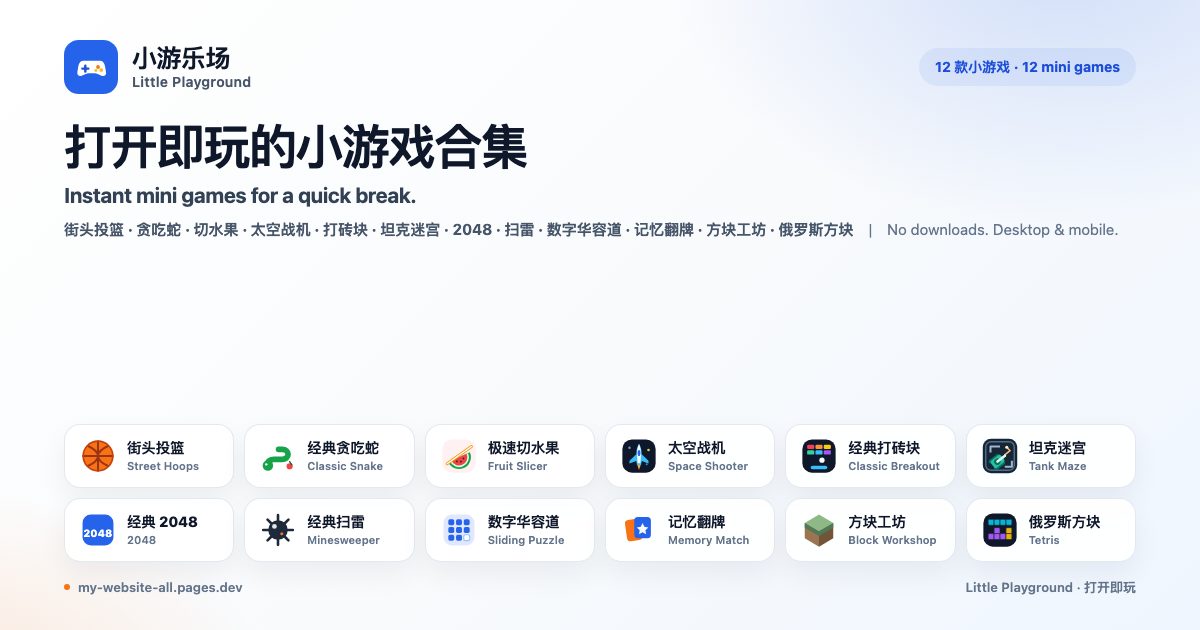 小游乐场
Little Playground
12 款小游戏 · 12 mini games
打开即玩的小游戏合集
Instant mini games for a quick break.
街头投篮 · 贪吃蛇 · 切水果 · 太空战机 · 打砖块 · 坦克迷宫 · 2048 · 扫雷 · 数字华容道 · 记忆翻牌 · 方块工坊 · 俄罗斯方块 | No downloads. Desktop & mobile.
街头投篮
Street Hoops
经典贪吃蛇
Classic Snake
极速切水果
Fruit Slicer
太空战机
Space Shooter
经典打砖块
Classic Breakout
坦克迷宫
Tank Maze
2048
经典 2048
2048
经典扫雷
Minesweeper
数字华容道
Sliding Puzzle
记忆翻牌
Memory Match
方块工坊
Block Workshop
俄罗斯方块
Tetris
my-website-all.pages.dev
Little Playground · 打开即玩